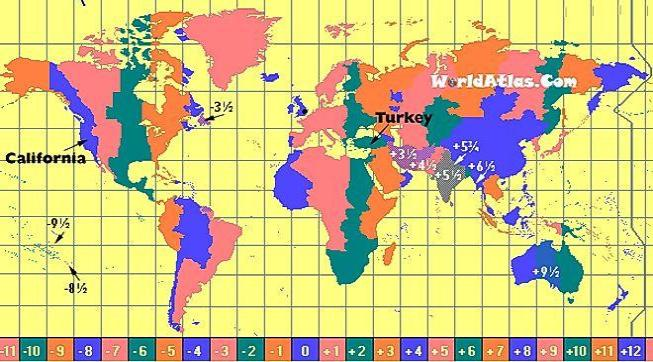 WorldAtlas.Com
-3½
Turkey
California
+3½
+4½
+5¾
+5½
+6½
-9½
-8½
+9½
-11 -10 -9 -8 -7 -6 -5 -4 -3 -2 -1 0 +1 +2 +3 +4 +5 +6 +7 +8 +9 +10 +11 +12